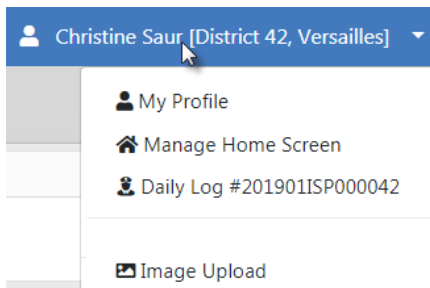 Christine Saur [District 42, Versailles]
My Profile
Manage Home Screen
Daily Log #201901ISP000042
Image Upload